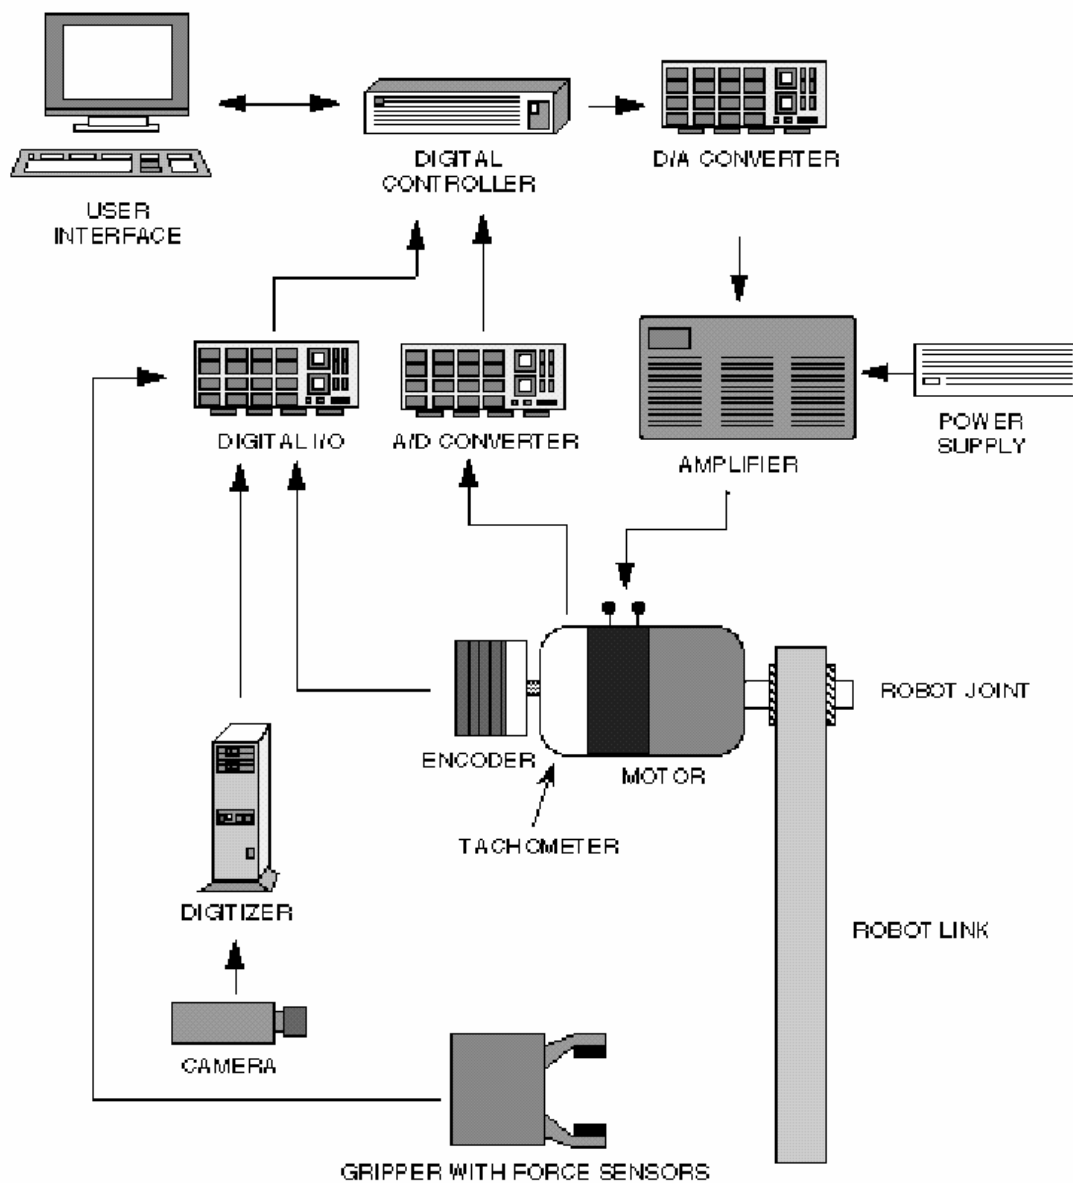 DIGITAL
CONTROLLER
D/A CONVERTER
USER
INTERFACE
DIGITAL I/O
A/D CONVERTER
AMPLIFIER
POWER
SUPPLY
ENCODER
MOTOR
ROBOT JOINT
TACHOMETER
DIGITIZER
ROBOT LINK
CAMERA
GRIPPER WITH FORCE SENSORS